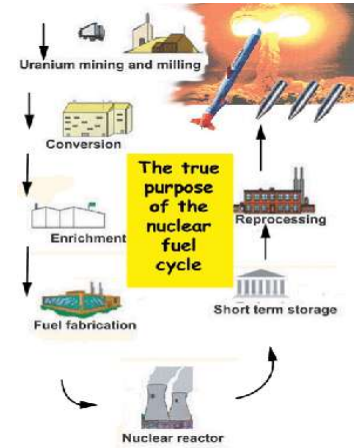 Uranium mining and milling
Conversion
The true
purpose
of the
nuclear
fuel
cycle
Enrichment
Reprocessing
Fuel fabrication
Short term storage
Nuclear reactor